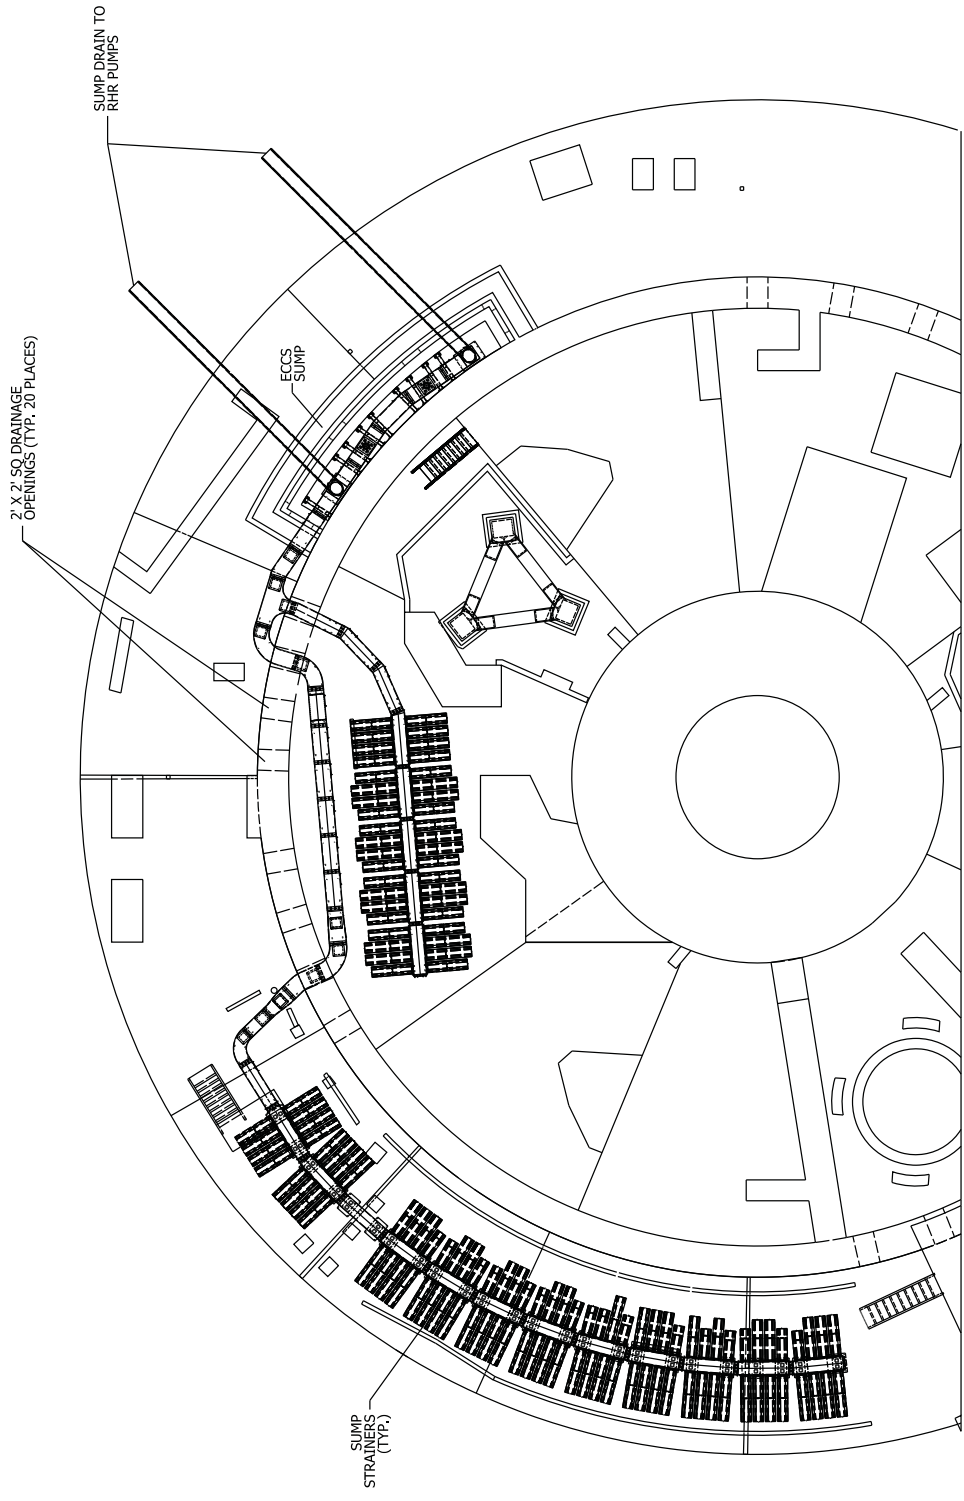 SUMP DRAIN TO
RHR PUMPS
2' X 2' SQ DRAINAGE
OPENINGS (TYP. 20 PLACES)
ECCS
SUMP
SUMP
STRAINERS
(TYP.)